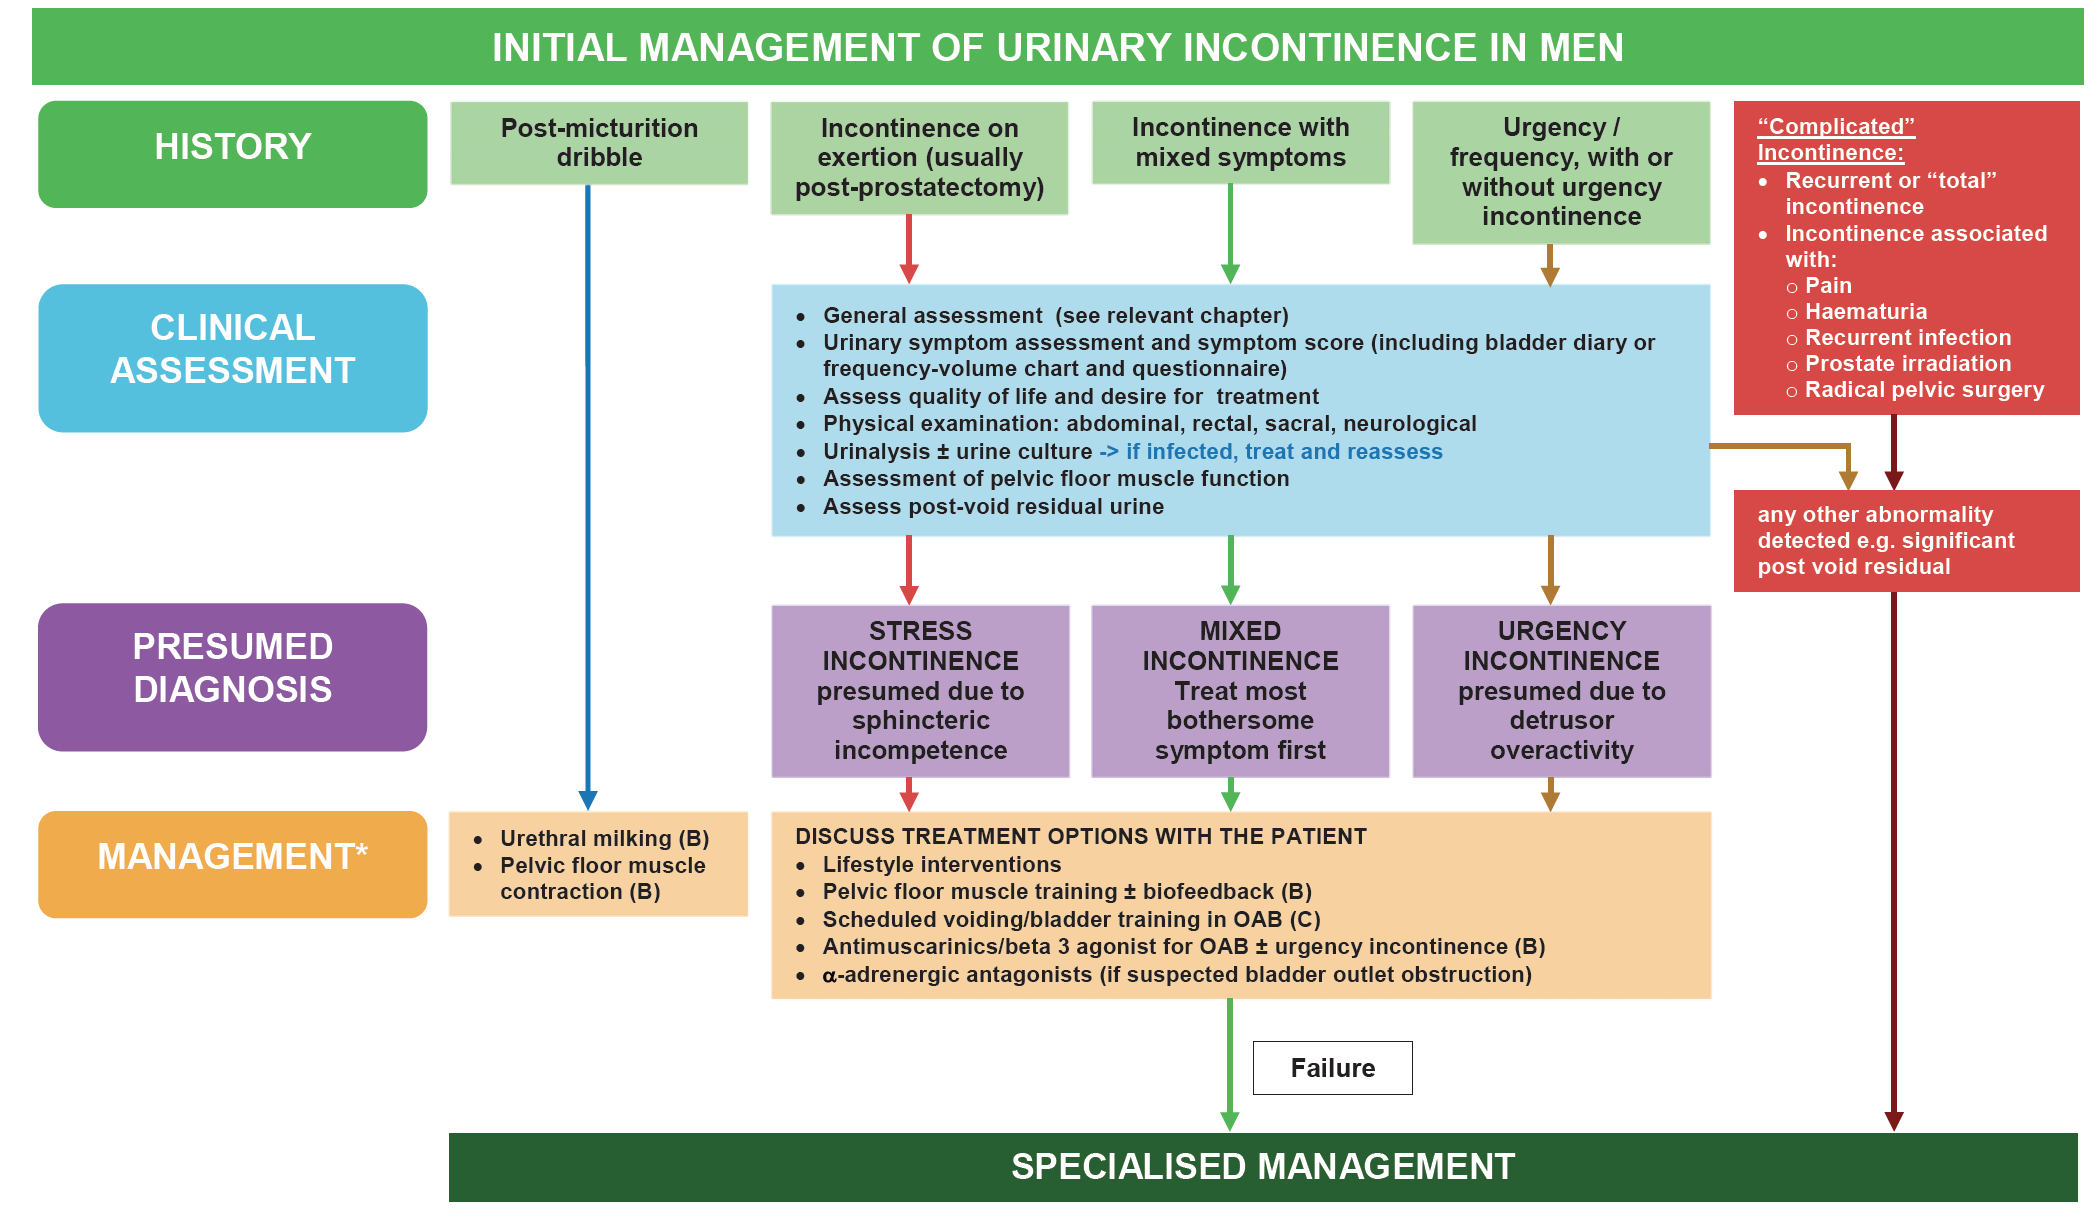 INITIAL MANAGEMENT OF URINARY INCONTINENCE IN MEN
HISTORY
Post-micturition
dribble
Incontinence on
exertion (usually
post-prostatectomy)
Incontinence with
mixed symptoms
Urgency /
frequency, with or
without urgency
incontinence
“Complicated”
Incontinence:
• Recurrent or “total”
incontinence
• Incontinence associated
with:
○ Pain
○ Haematuria
○ Recurrent infection
○ Prostate irradiation
○ Radical pelvic surgery
CLINICAL
ASSESSMENT
• General assessment (see relevant chapter)
• Urinary symptom assessment and symptom score (including bladder diary or
frequency-volume chart and questionnaire)
• Assess quality of life and desire for treatment
• Physical examination: abdominal, rectal, sacral, neurological
• Urinalysis ± urine culture -> if infected, treat and reassess
• Assessment of pelvic floor muscle function
• Assess post-void residual urine
any other abnormality
detected e.g. significant
post void residual
PRESUMED
DIAGNOSIS
STRESS
INCONTINENCE
presumed due to
sphincteric
incompetence
MIXED
INCONTINENCE
Treat most
bothersome
symptom first
URGENCY
INCONTINENCE
presumed due to
detrusor
overactivity
MANAGEMENT*
• Urethral milking (B)
• Pelvic floor muscle
contraction (B)
DISCUSS TREATMENT OPTIONS WITH THE PATIENT
• Lifestyle interventions
• Pelvic floor muscle training ± biofeedback (B)
• Scheduled voiding/bladder training in OAB (C)
• Antimuscarinics/beta 3 agonist for OAB ± urgency incontinence (B)
• α-adrenergic antagonists (if suspected bladder outlet obstruction)
Failure
SPECIALISED MANAGEMENT